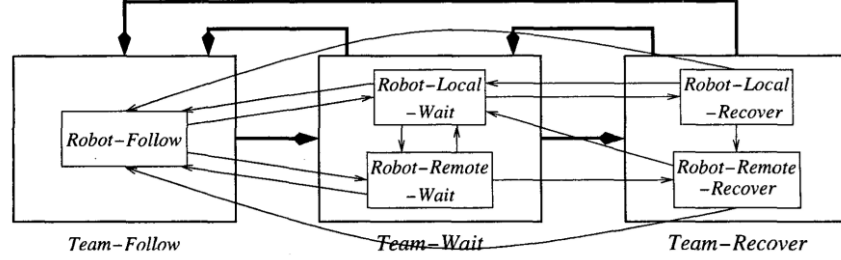 Robot-Local
-Wait
Robot-Local
-Recover
Robot-Follow
Robot-Remote
-Wait
Robot-Remote
-Recover
Team-Follow
Team-Wait
Team-Recover